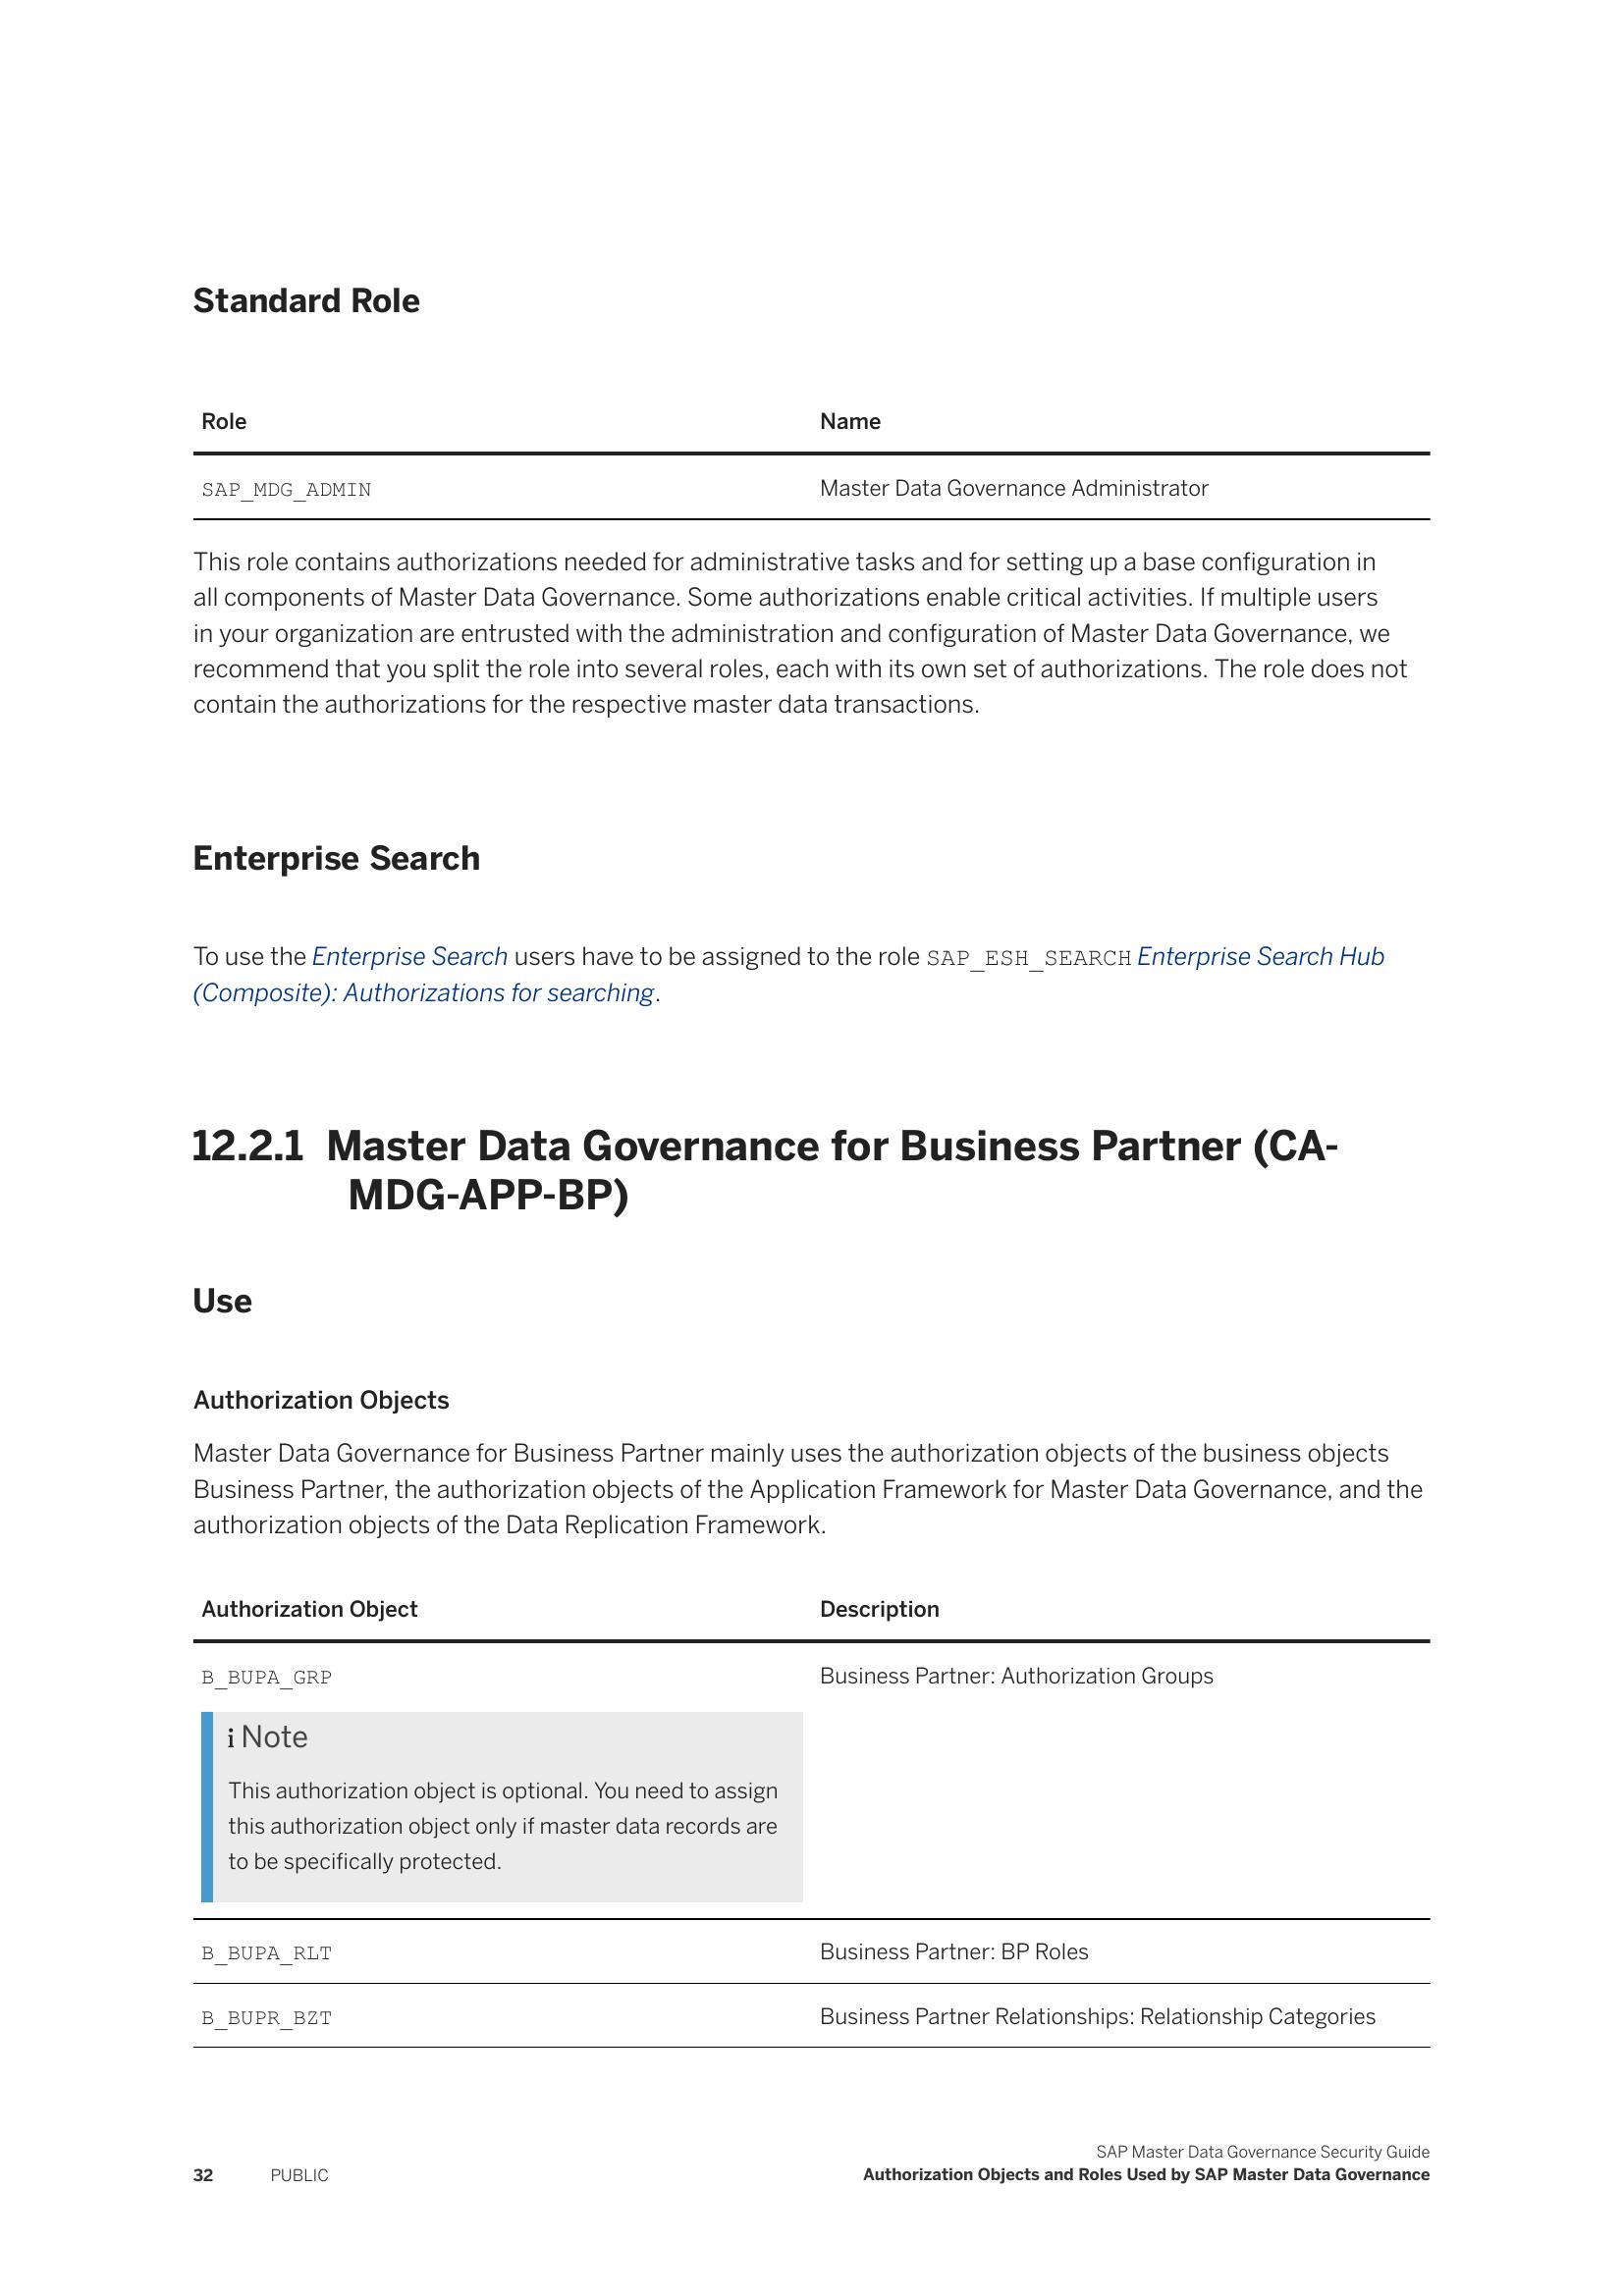 Standard Role
Role Name
SAP_MDG_ADMIN Master Data Governance Administrator
This role contains authorizations needed for administrative tasks and for setting up a base configuration in
all components of Master Data Governance. Some authorizations enable critical activities. If multiple users
in your organization are entrusted with the administration and configuration of Master Data Governance, we
recommend that you split the role into several roles, each with its own set of authorizations. The role does not
contain the authorizations for the respective master data transactions.
Enterprise Search
To use the Enterprise Search users have to be assigned to the role SAP_ESH_SEARCH Enterprise Search Hub
(Composite): Authorizations for searching.
12.2.1 Master Data Governance for Business Partner (CA-
MDG-APP-BP)
Use
Authorization Objects
Master Data Governance for Business Partner mainly uses the authorization objects of the business objects
Business Partner, the authorization objects of the Application Framework for Master Data Governance, and the
authorization objects of the Data Replication Framework.
Authorization Object Description
B_BUPA_GRP Business Partner: Authorization Groups
i Note
This authorization object is optional. You need to assign
this authorization object only if master data records are
to be specifically protected.
B_BUPA_RLT Business Partner: BP Roles
B_BUPR_BZT Business Partner Relationships: Relationship Categories
SAP Master Data Governance Security Guide
32 PUBLIC Authorization Objects and Roles Used by SAP Master Data Governance